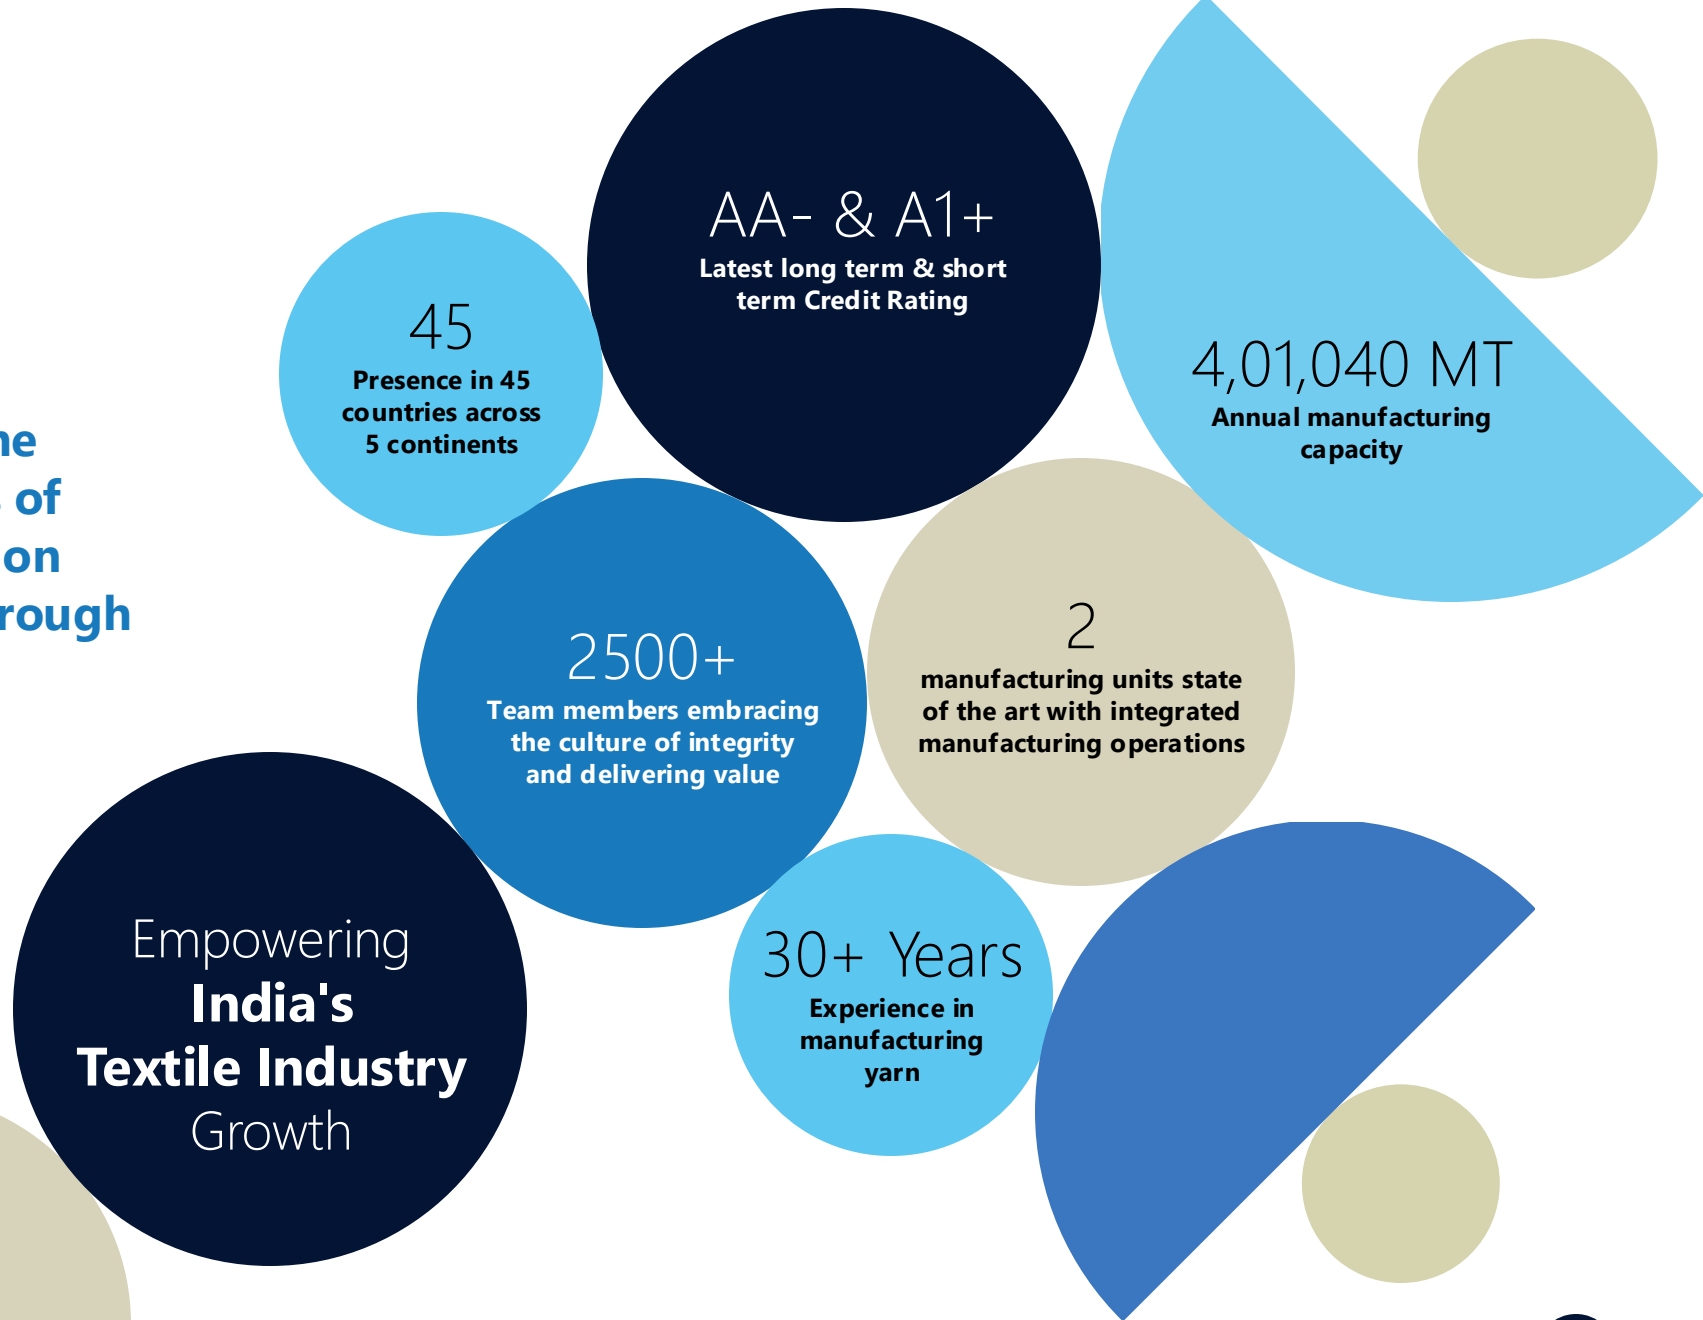 AA- & A1+
Latest long term & short
term Credit Rating
45
Presence in 45
countries across
5 continents
4,01,040 MT
Annual manufacturing
capacity
of
on
2500+
Team members embracing
the culture of integrity
and delivering value
2
manufacturing units state
of the art with integrated
manufacturing operations
Empowering
India's
Textile Industry
Growth
30+ Years
Experience in
manufacturing
yarn